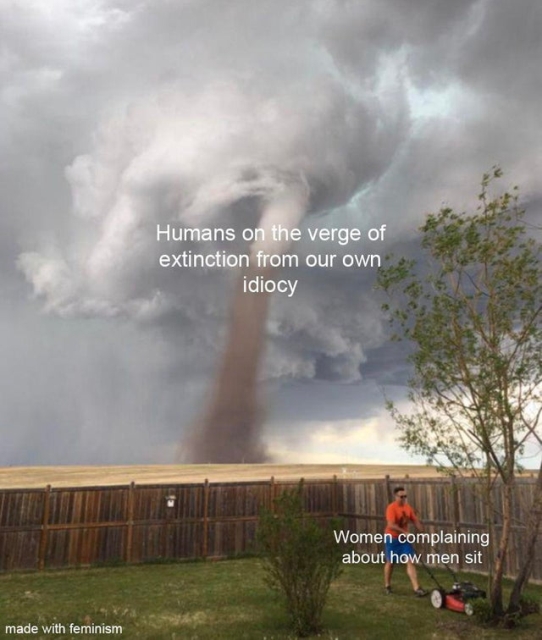 Humans on the verge of
extinction from our own
idiocy
Women complaining
about how men sit
made with feminism